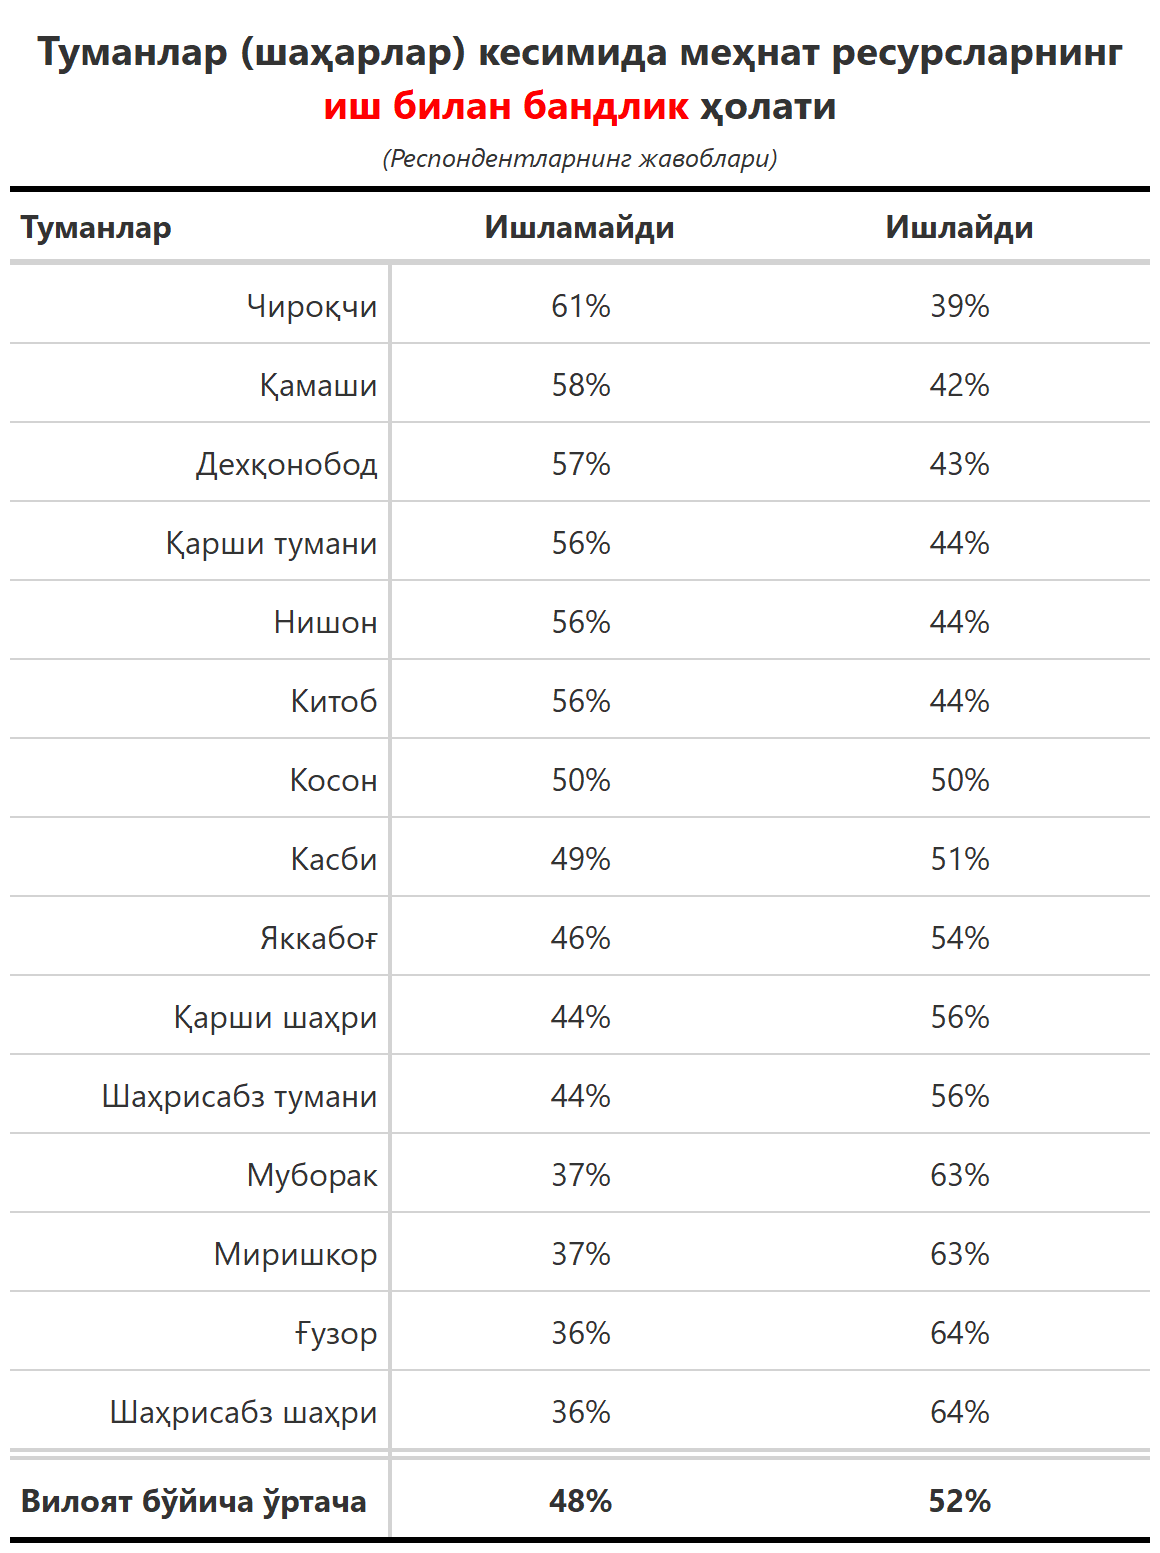 Туманлар (шаҳарлар) кесимида меҳнат ресурсларнинг
иш билан бандлик ҳолати
(Респондентларнинг жавоблари)
Туманлар Ишламайди Ишлайди
Чироқчи 61% 39%
Қамаши 58% 42%
Дехқонобод 57% 43%
Қарши тумани 56% 44%
Нишон 56% 44%
Китоб 56% 44%
Косон 50% 50%
Касби 49% 51%
Яккабоғ 46% 54%
Қарши шаҳри 44% 56%
Шаҳрисабз тумани 44% 56%
Муборак 37% 63%
Миришкор 37% 63%
Ғузор 36% 64%
Шаҳрисабз шаҳри 36% 64%
Вилоят бўйича ўртача 48% 52%